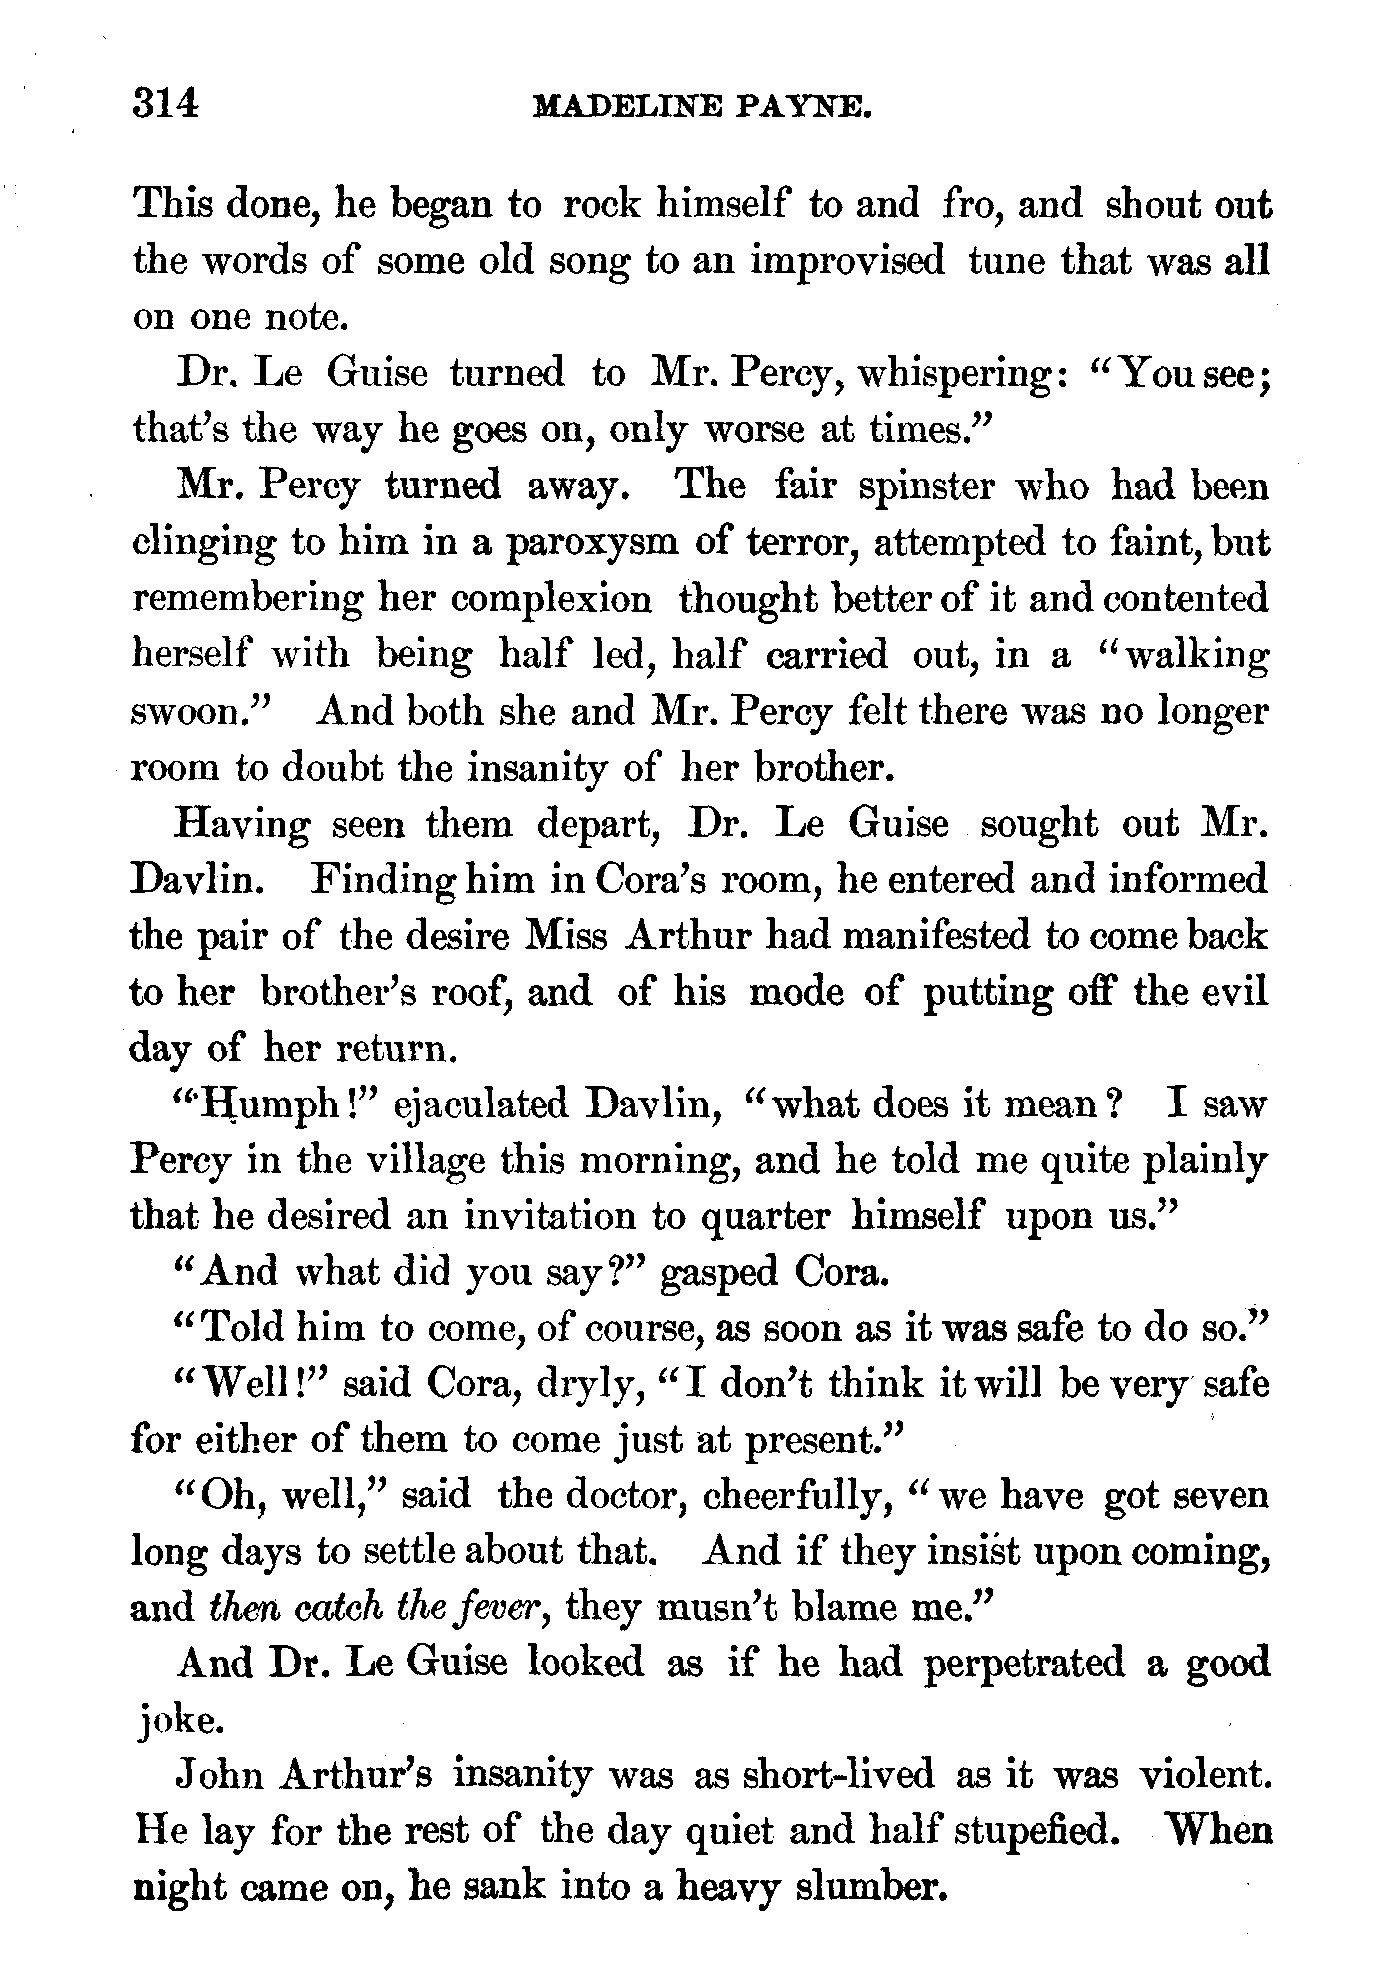 314 MADELINE PAYNE.
This done, he began to rock himself to and fro, and shout out
the words of some old song to an improvised tune that was all
on one note.
Dr. Le Guise turned to Mr. Percy, whispering: “You see;
that’s the way he goes on, only worse at times.”
Mr. Percy turned away. The fair spinster who had been
clinging to him in a paroxysm of terror, attempted to faint, but
remembering her complexion thought better of it and contented
herself with being half led, half carried out, in a “walking
swoon.” And both she and Mr. Percy felt there was no longer
room to doubt the insanity of her brother.
Having seen them depart, Dr. Le Guise sought out Mr.
Davlin. Finding him in Cora’s room, he entered and informed
the pair of the desire Miss Arthur had manifested to come back
to her brother’s roof, and of his mode of putting off the evil
day of her return.
“Humph!” ejaculated Davlin, “what does it mean? I saw
Percy in the village this morning, and he told me quite plainly
that he desired an invitation to quarter himself upon us.”
“And what did you say?” gasped Cora.
“Told him to come, of course, as soon as it was safe to do so.”
“Well!” said Cora, dryly, “I don’t think it will be very safe
for either of them to come just at present.”
“Oh, well,” said the doctor, cheerfully, “we have got seven
long days to settle about that. And if they insist upon coming,
and then catch the fever, they musn’t blame me.”
And Dr. Le Guise looked as if he had perpetrated a good
joke.
John Arthur’s insanity was as short-lived as it was violent.
He lay for the rest of the day quiet and half stupefied. When
night came on, he sank into a heavy slumber.